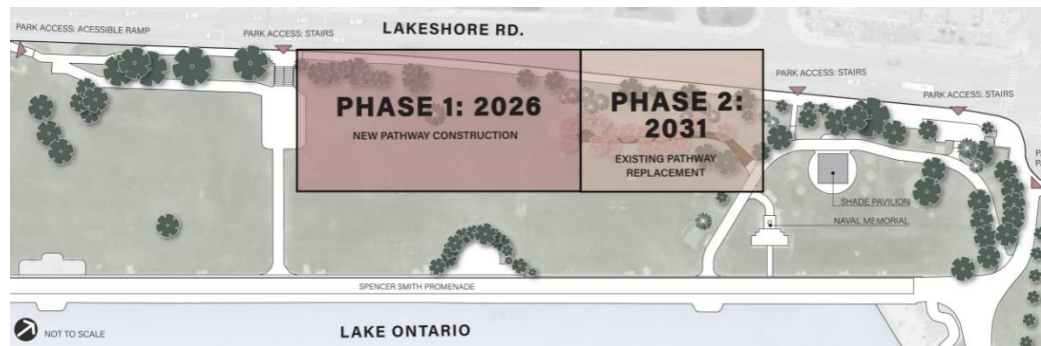 LAKESHORE RD.
PARK ACCESS: ACESSIBLE RAMP
PARK ACCESS: STAIRS
PARK ACCESS: STAIRS
PARK ACCESS: STAIRS
PHASE 1: 2026
NEW PATHWAY CONSTRUCTION
PHASE 2:
2031
EXISTING PATHWAY
REPLACEMENT
SHADE PAVILION
NAVAL MEMORIAL
SPENCER SMITH PROMENADE
NOT TO SCALE
LAKE ONTARIO